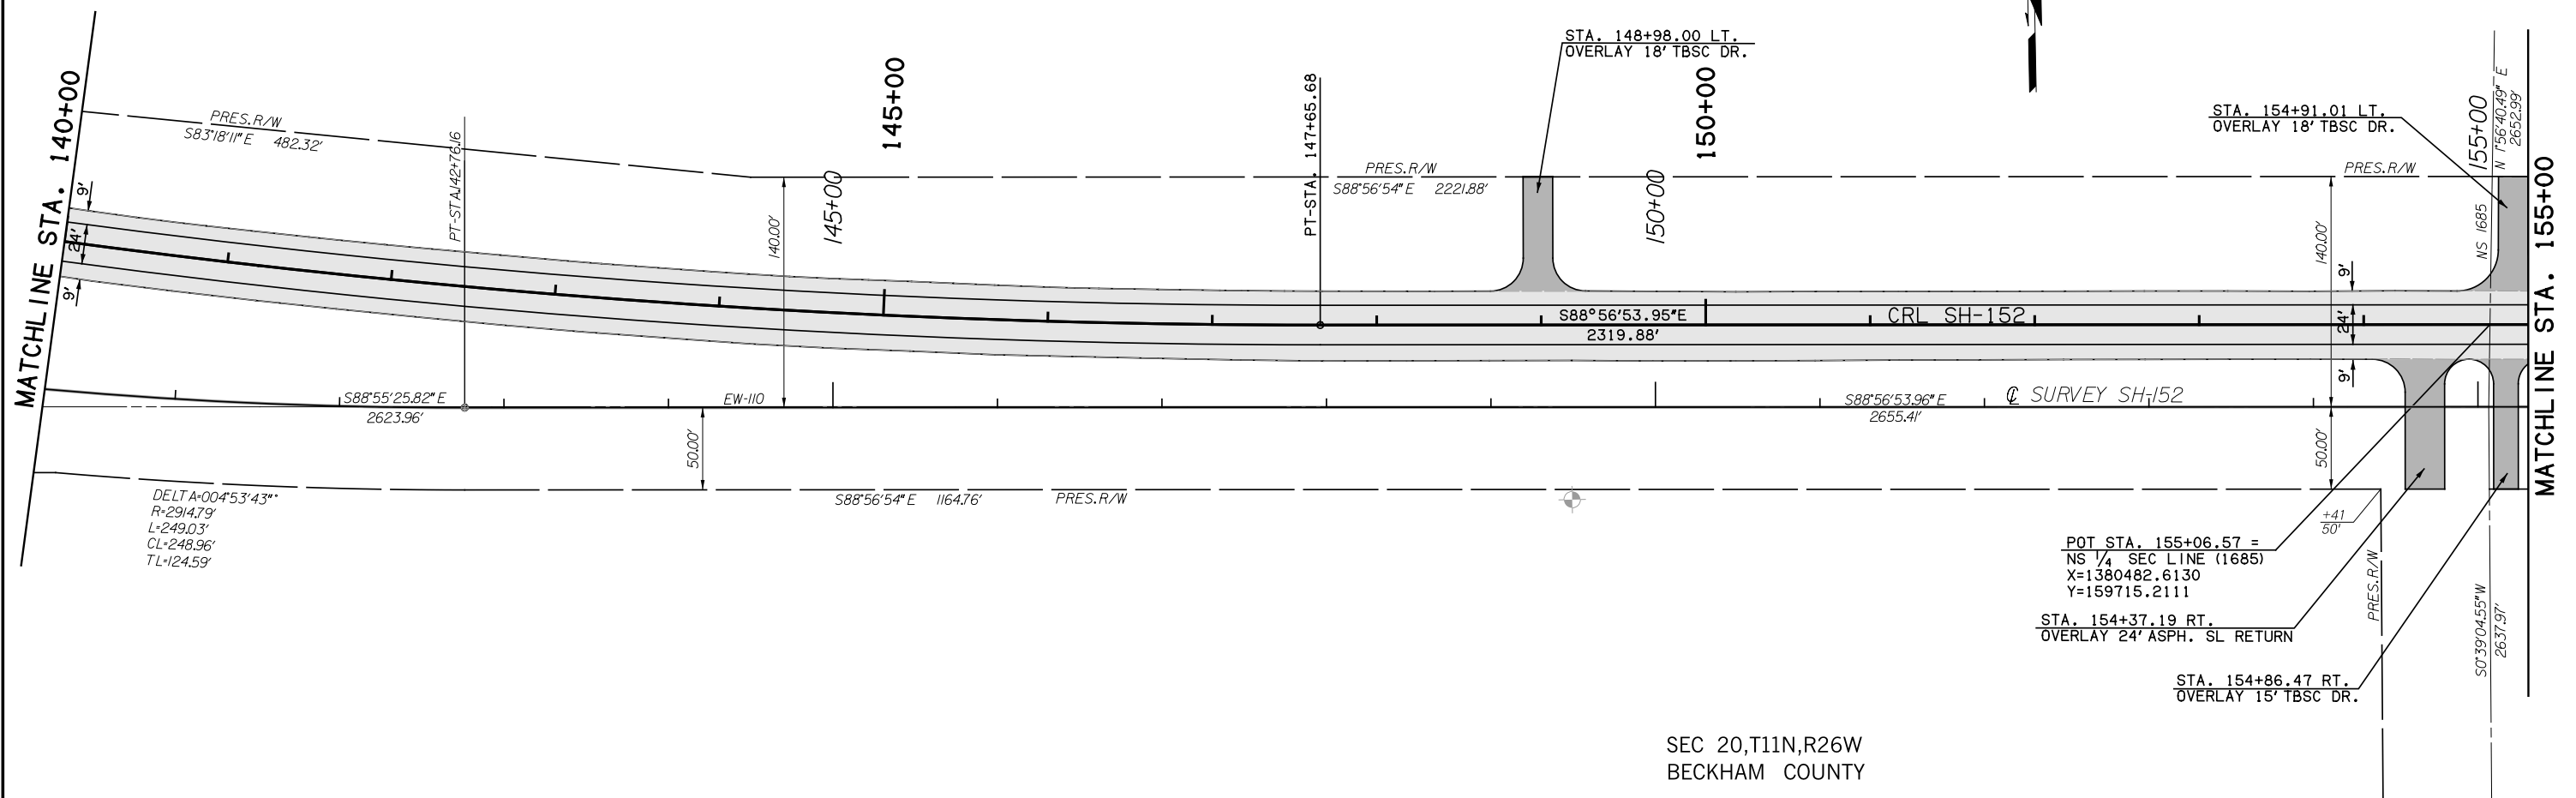 MATCHLINE STA. 140+00
PRES.R/W
S83°18'11"E 482.32'
9'
24'
9'
PT-STA.142+76.16
145+00
145+00
140.00'
PT-STA. 147+65.68
STA. 148+98.00 LT.
OVERLAY 18' TBSC DR.
PRES.R/W
S88°56'54"E 2221.88'
150+00
150+00
STA. 154+91.01 LT.
OVERLAY 18' TBSC DR.
PRES.R/W
155+00
N 1°56'40.49" E
2652.99'
NS 1685
140.00'
9'
24'
9'
MATCHLINE STA. 155+00
S88°56'53.95"E
2319.88'
CRL SH-152
S88°55'25.82"E
2623.96'
EW-110
S88°56'53.96"E
2655.41'
℄ SURVEY SH-152
50.00'
50.00'
DELTA=004°53'43"
R=2914.79'
L=249.03'
CL=248.96'
TL=124.59'
S88°56'54"E 1164.76' PRES.R/W
+41
50'
PRES.R/W
POT STA. 155+06.57 =
NS 1/4 SEC LINE (1685)
X=1380482.6130
Y=159715.2111
STA. 154+37.19 RT.
OVERLAY 24' ASPH. SL RETURN
STA. 154+86.47 RT.
OVERLAY 15' TBSC DR.
S0°39'04.55"W
2637.97'
SEC 20,T11N,R26W
BECKHAM COUNTY